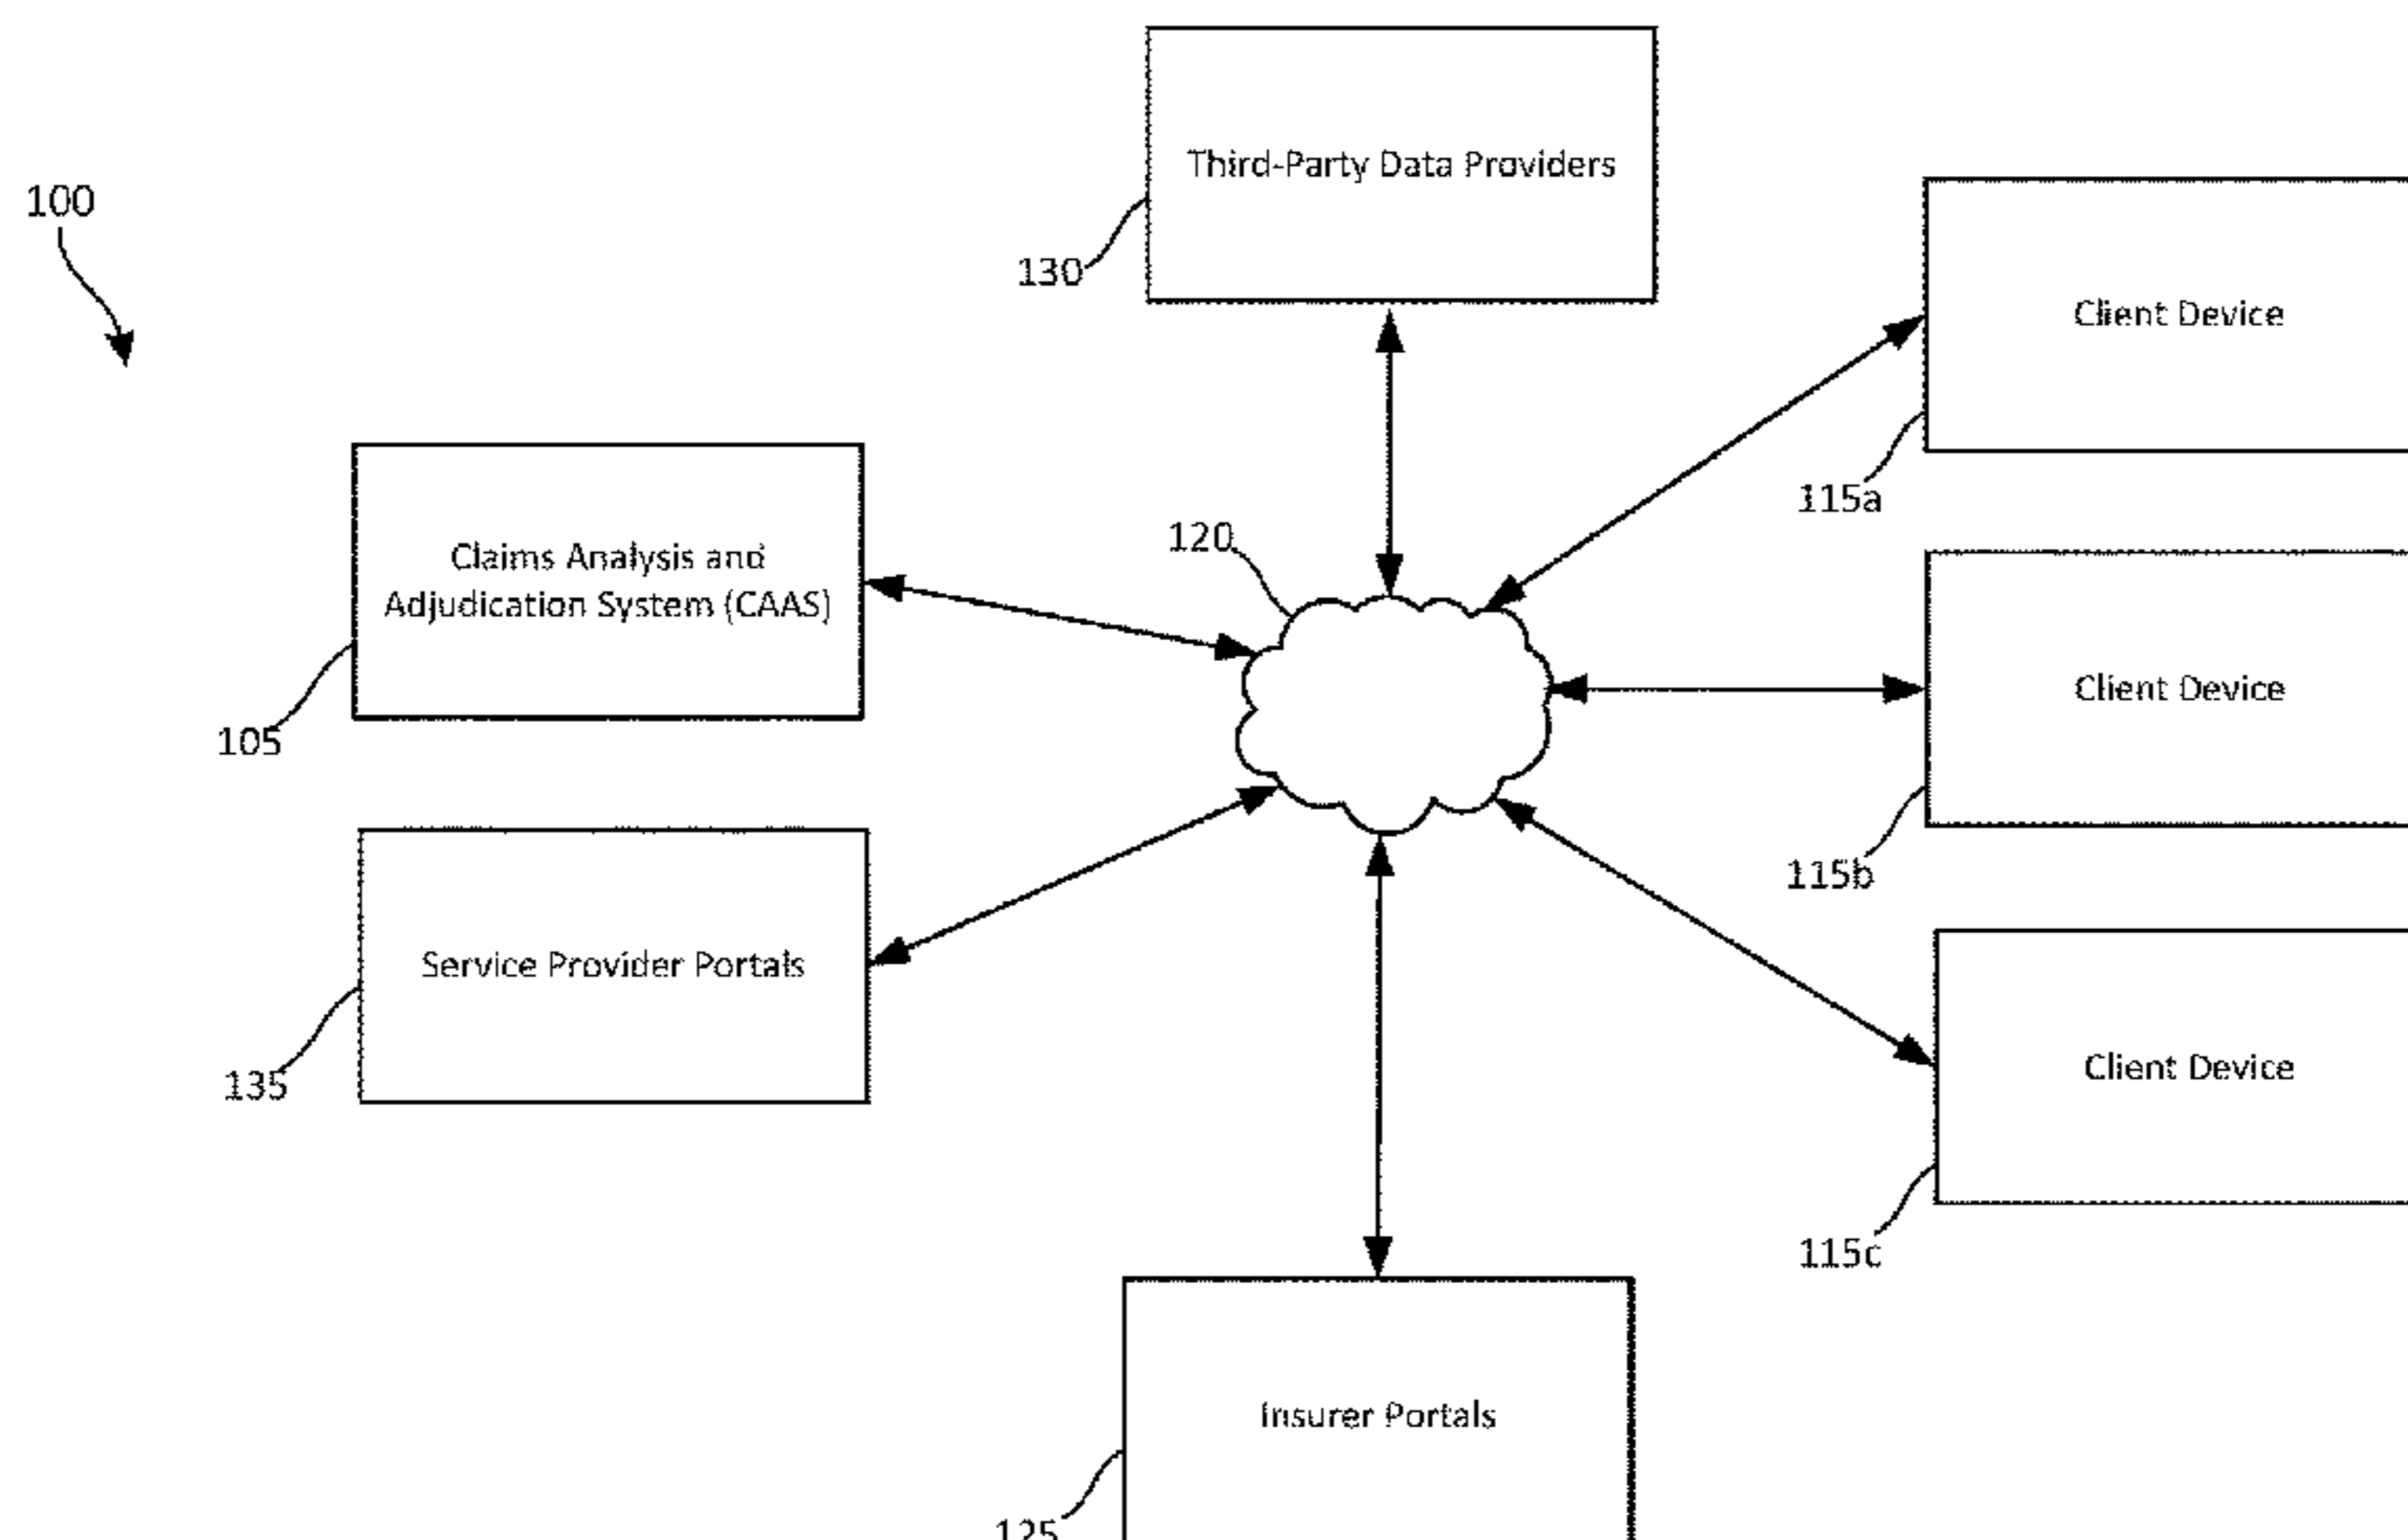 Third-Party Data Providers
100
130
Client Device
115a
120
Claims Analysis and
Adjudication System (CAAS)
105
Client Device
115b
Service Provider Portals
135
Client Device
115c
Insurer Portals
125